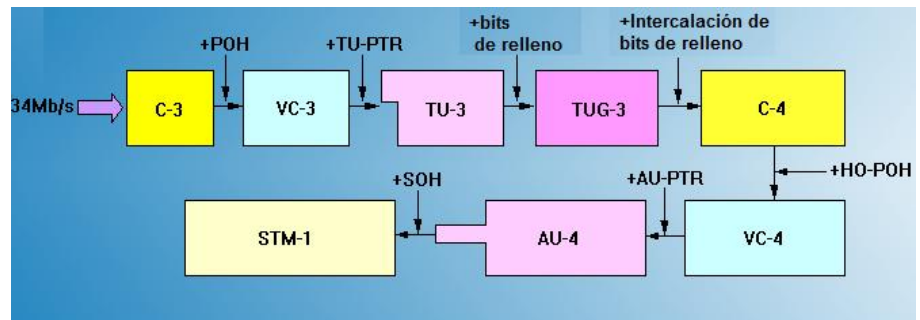 +POH
+TU-PTR
+bits
de relleno
+Intercalación de
bits de relleno
34Mb/s
C-3
VC-3
TU-3
TUG-3
C-4
+HO-POH
+AU-PTR
+SOH
STM-1
AU-4
VC-4